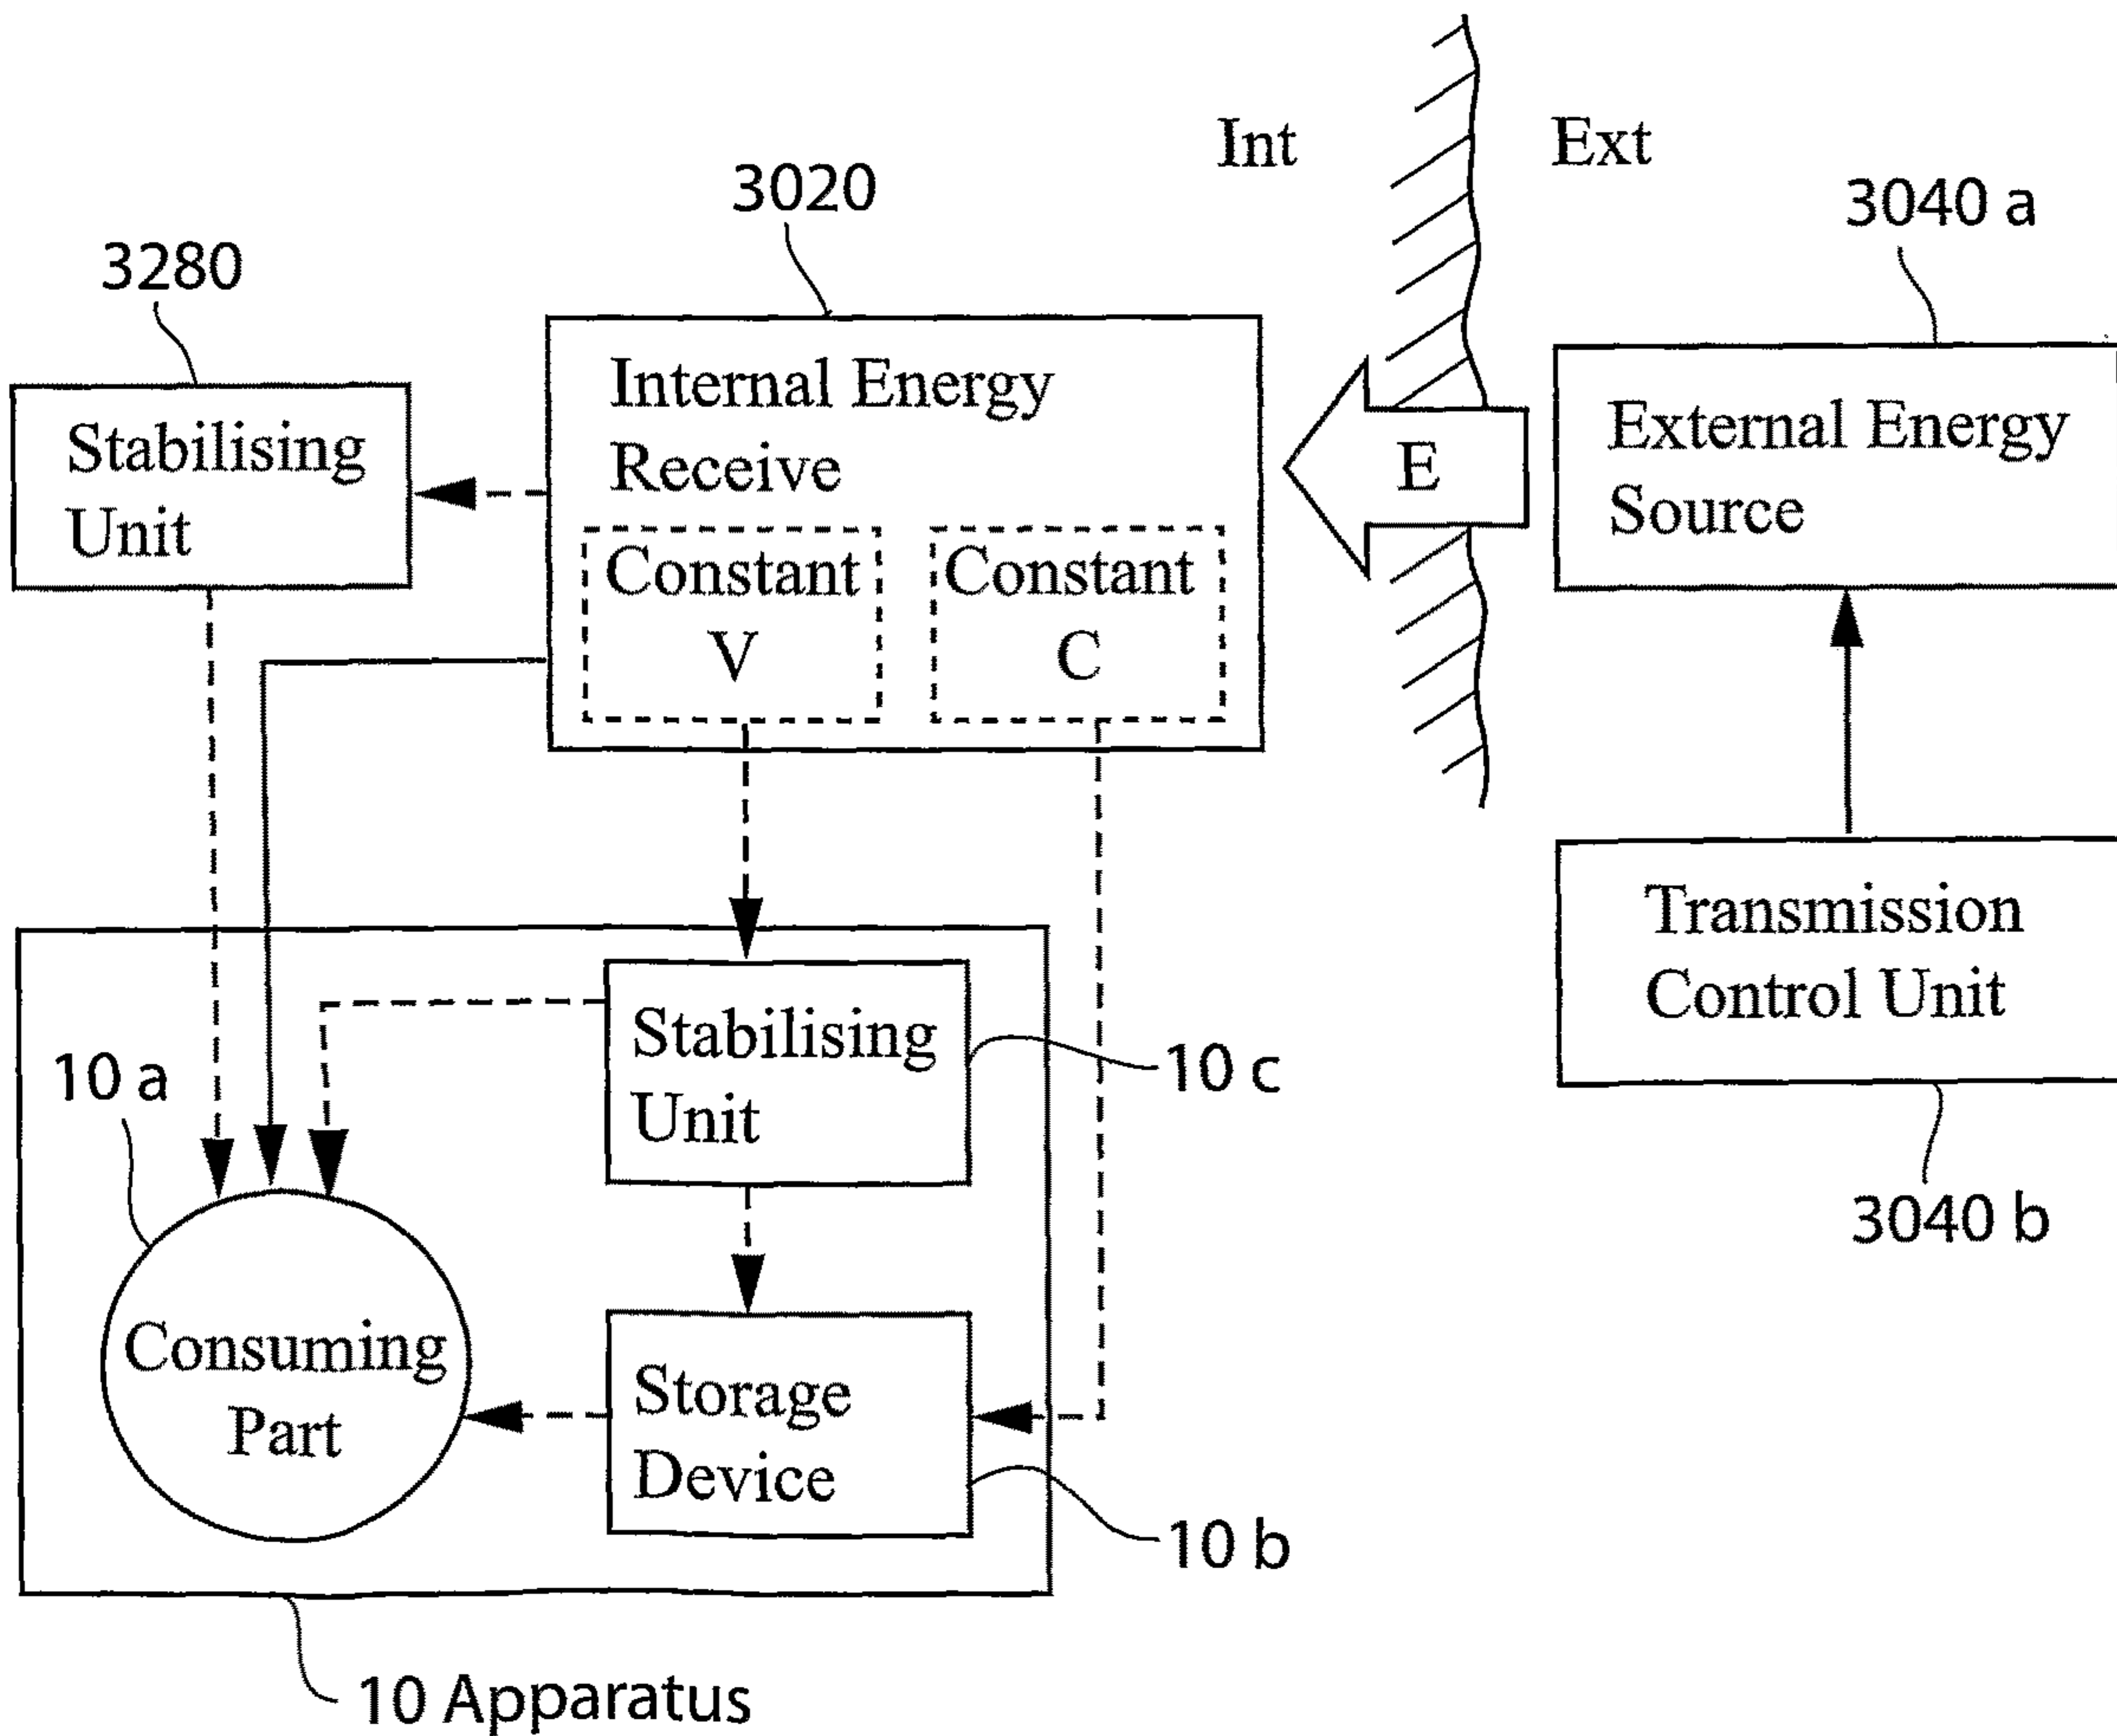 Int
Ext
3020
3040 a
3280
Internal Energy
Receive
External Energy
Source
Stabilising
Unit
E
Constant
V
Constant
C
Transmission
Control Unit
Stabilising
Unit
10 a
10 c
3040 b
Consuming
Part
Storage
Device
10 b
10 Apparatus